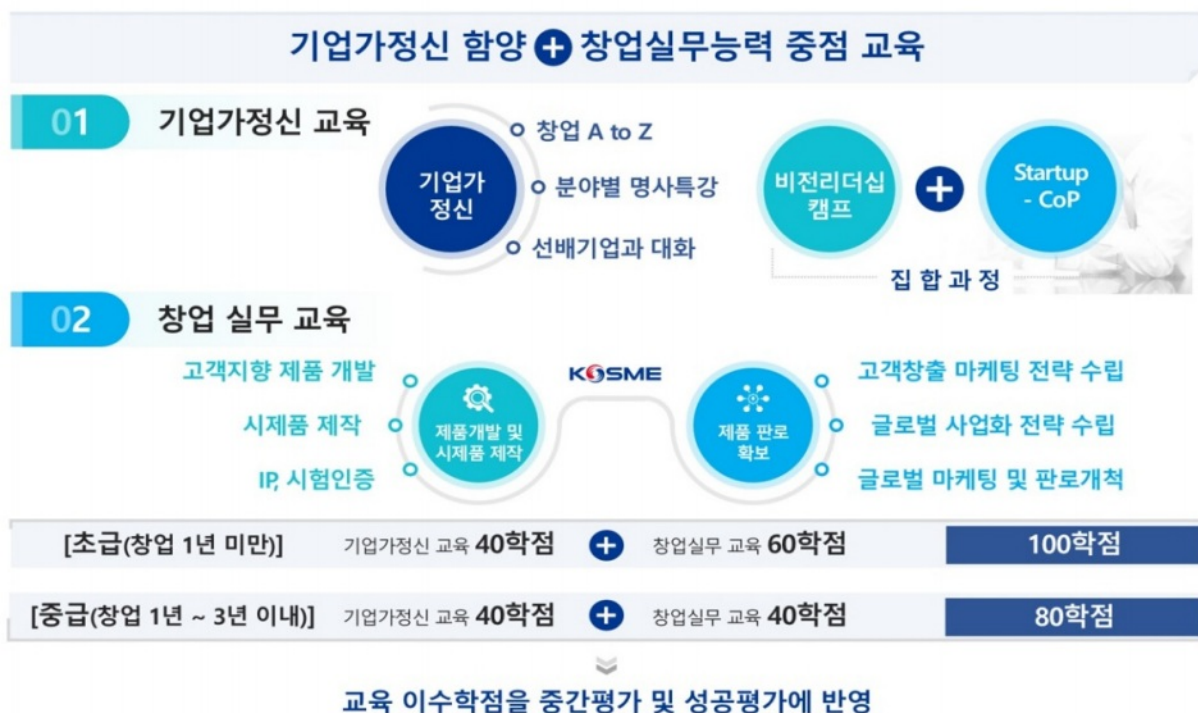 기업가정신 함양 + 창업실무능력 중점 교육
01 기업가정신 교육
기업가
정신
창업 A to Z
분야별 명사특강
선배기업과 대화
비전리더십
캠프
+
Startup
- CoP
집합과정
02 창업 실무 교육
고객지향 제품 개발
시제품 제작
IP, 시험인증
제품개발 및
시제품 제작
KOSME
제품 판로
확보
고객창출 마케팅 전략 수립
글로벌 사업화 전략 수립
글로벌 마케팅 및 판로개척
[초급(창업 1년 미만)] 기업가정신 교육 40학점 + 창업실무 교육 60학점 100학점
[중급(창업 1년 ~ 3년 이내)] 기업가정신 교육 40학점 + 창업실무 교육 40학점 80학점
교육 이수학점을 중간평가 및 성공평가에 반영